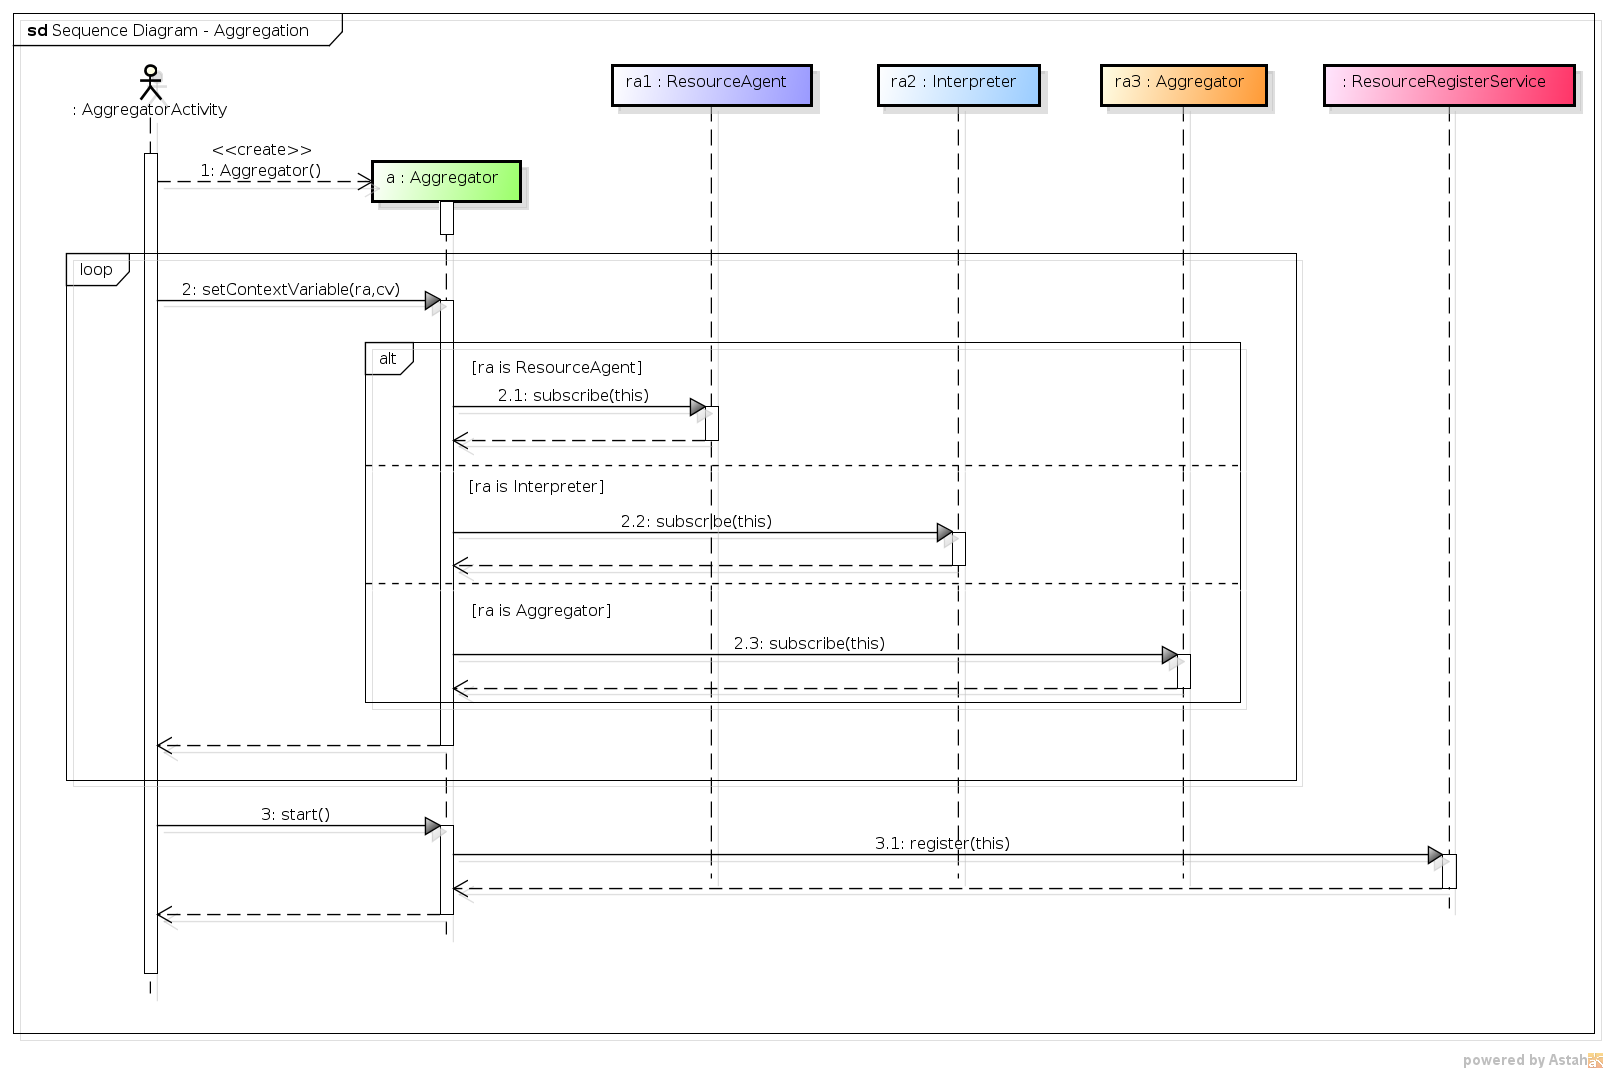 sd Sequence Diagram - Aggregation
: AggregatorActivity
ra1 : ResourceAgent
ra2 : Interpreter
ra3 : Aggregator
: ResourceRegisterService
<<create>>
1: Aggregator()
a : Aggregator
loop
2: setContextVariable(ra,cv)
alt
[ra is ResourceAgent]
2.1: subscribe(this)
[ra is Interpreter]
2.2: subscribe(this)
[ra is Aggregator]
2.3: subscribe(this)
3: start()
3.1: register(this)
powered by Astah